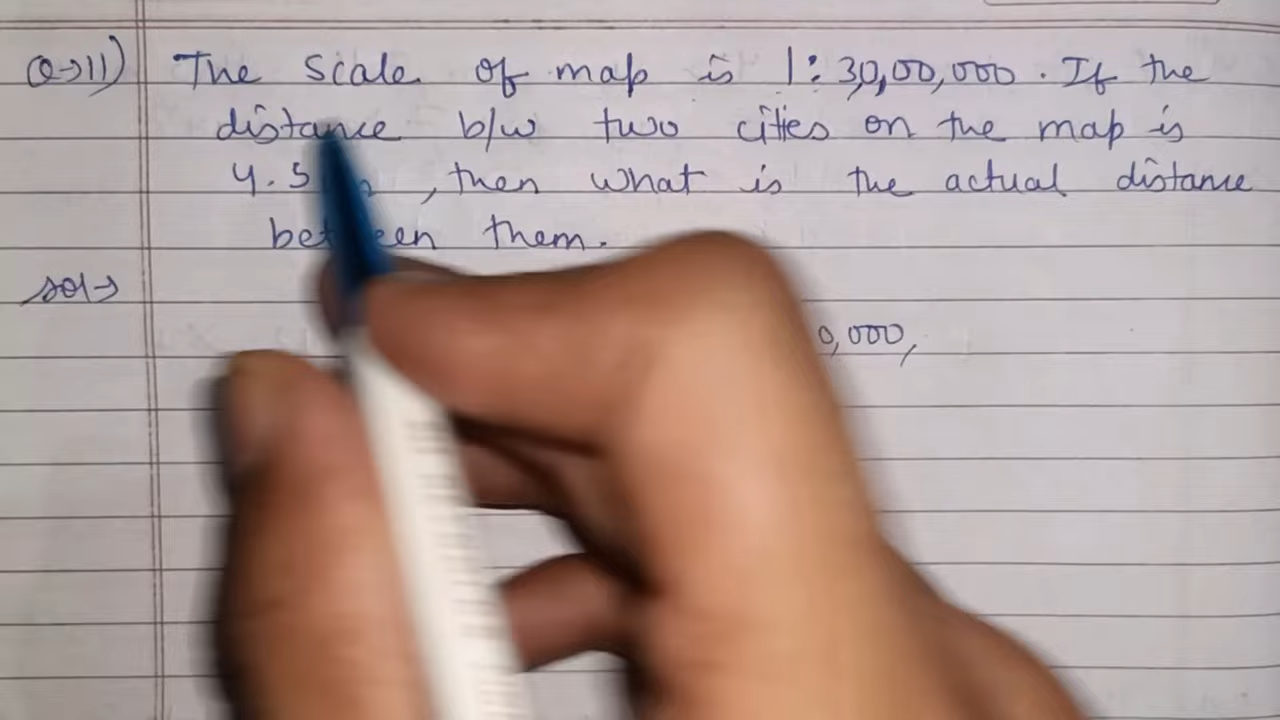 Q→11) The scale of map is 1:30,00,000. If the
distance b/w two cities on the map is
4.5 , then what is the actual distance
them.
sol→
0,000,